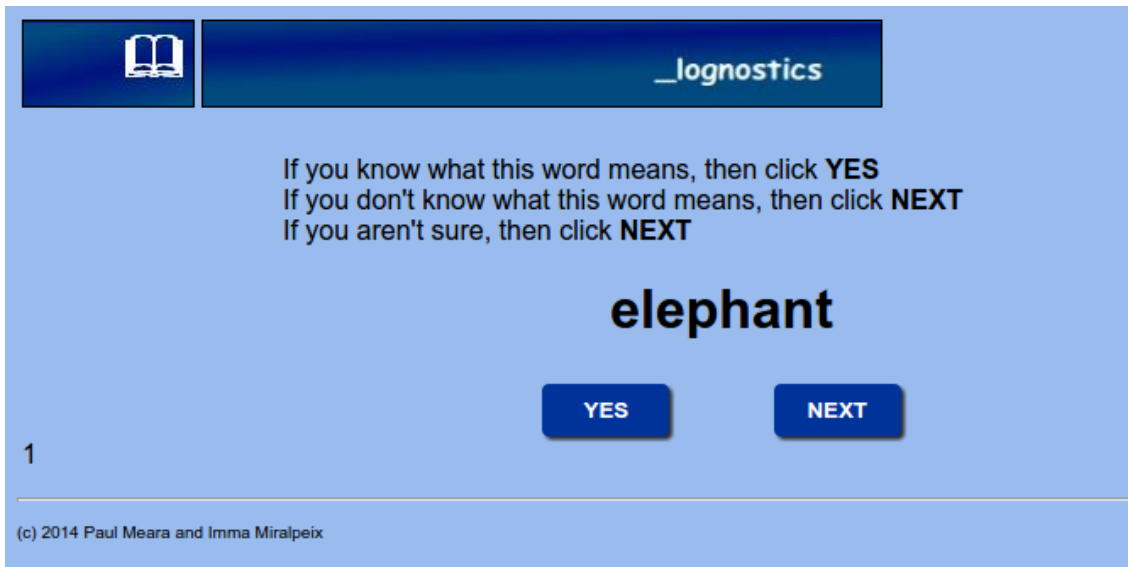 _lognostics
If you know what this word means, then click YES
If you don't know what this word means, then click NEXT
If you aren't sure, then click NEXT
elephant
YES NEXT
1
(c) 2014 Paul Meara and Imma Miralpeix